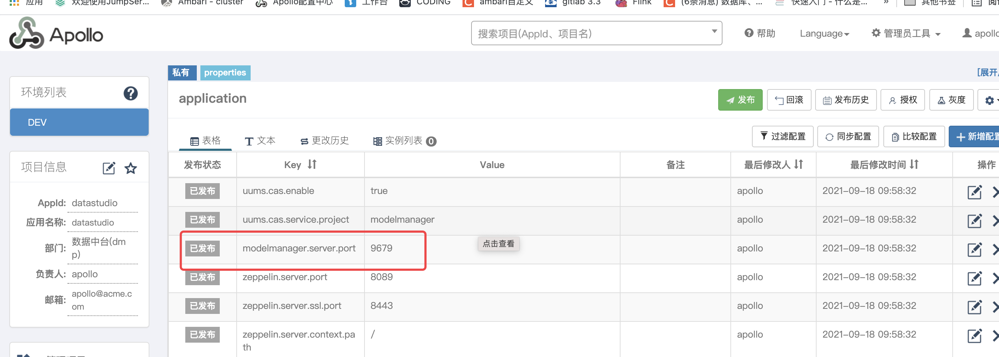 应用
欢迎使用JumpSer...
Ambari - cluster
Apollo配置中心
工作台
CODING
ambari自定义
gitlab 3.3
Flink
(6条消息) 数据库、...
快速入门 - 什么是...
»
其他书签
Apollo
搜索项目(AppId、项目名)
帮助
Language
管理员工具
apollo
私有
properties
[展开
环境列表
DEV
application
发布
回滚
发布历史
授权
灰度
表格
文本
更改历史
实例列表 0
过滤配置
同步配置
比较配置
新增配置
项目信息
AppId: datastudio
应用名称: datastudio
部门: 数据中台(dm
p)
负责人: apollo
邮箱: apollo@acme.c
om
发布状态 Key Value 备注 最后修改人 最后修改时间 操作
已发布 uums.cas.enable true apollo 2021-09-18 09:58:32
已发布 uums.cas.service.project modelmanager apollo 2021-09-18 09:58:32
已发布 modelmanager.server.port 9679 apollo 2021-09-18 09:58:32
点击查看
已发布 zeppelin.server.port 8089 apollo 2021-09-18 09:58:32
已发布 zeppelin.server.ssl.port 8443 apollo 2021-09-18 09:58:32
已发布 zeppelin.server.context.pa / apollo 2021-09-18 09:58:32
th